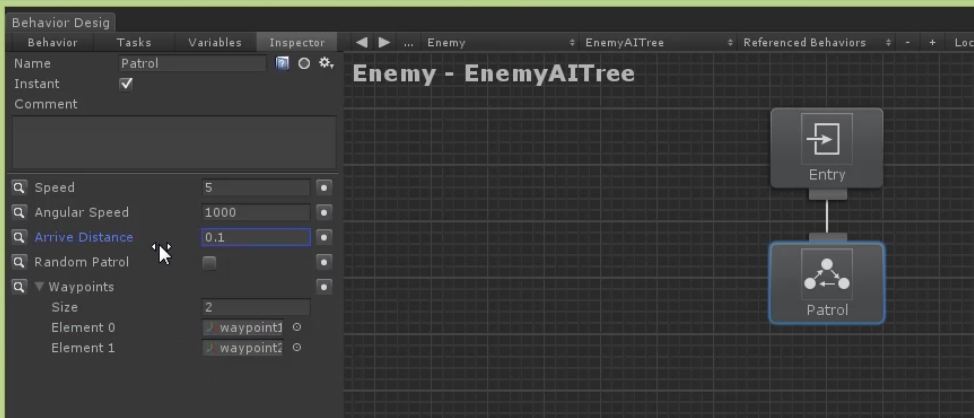 Behavior Desig
Behavior Tasks Variables Inspector ... Enemy EnemyAITree Referenced Behaviors - + Loc
Name Patrol
Instant
Comment
Enemy - EnemyAITree
Speed 5
Angular Speed 1000
Arrive Distance 0.1
Random Patrol
Waypoints
Size 2
Element 0 waypoint1
Element 1 waypoint2
Entry
Patrol